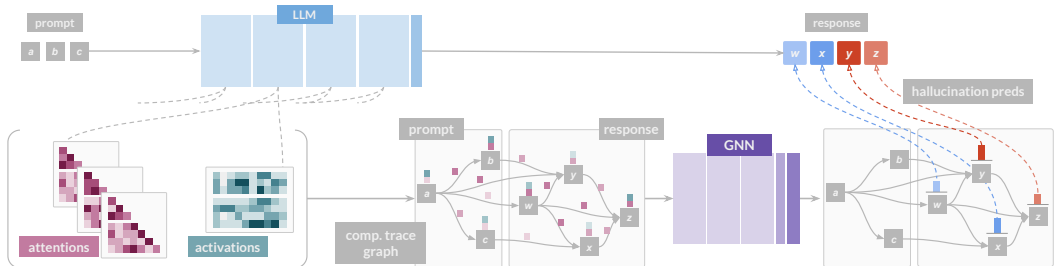 prompt
LLM
response
a b c
w x y z
hallucination preds
prompt
response
GNN
attentions
activations
comp. trace
graph
a
b
c
w
y
x
z
a
b
c
w
y
x
z